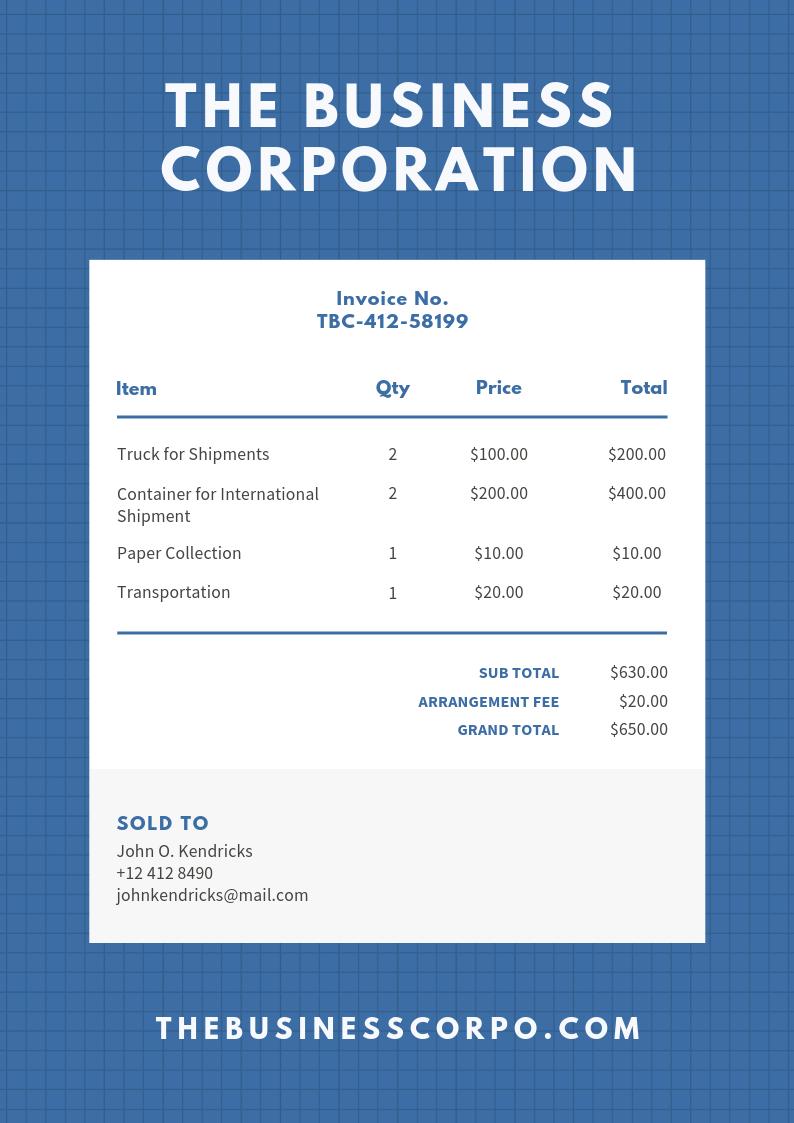 THE BUSINESS
CORPORATION
Invoice No.
TBC-412-58199
Item Qty Price Total
Truck for Shipments 2 $100.00 $200.00
Container for International 2 $200.00 $400.00
Shipment
Paper Collection 1 $10.00 $10.00
Transportation 1 $20.00 $20.00
SUB TOTAL $630.00
ARRANGEMENT FEE $20.00
GRAND TOTAL $650.00
SOLD TO
John O. Kendricks
+12 412 8490
johnkendricks@mail.com
THEBUSINESSCORPO.COM